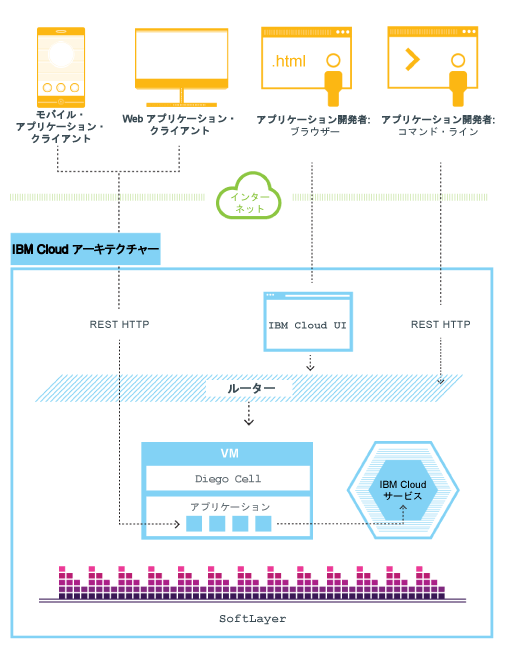 .html
モバイル・
アプリケーション・
クライアント
Web アプリケーション・
クライアント
アプリケーション開発者:
ブラウザー
アプリケーション開発者:
コマンド・ライン
インター
ネット
IBM Cloud アーキテクチャー
REST HTTP
IBM Cloud UI
REST HTTP
ルーター
VM
Diego Cell
アプリケーション
IBM Cloud
サービス
SoftLayer